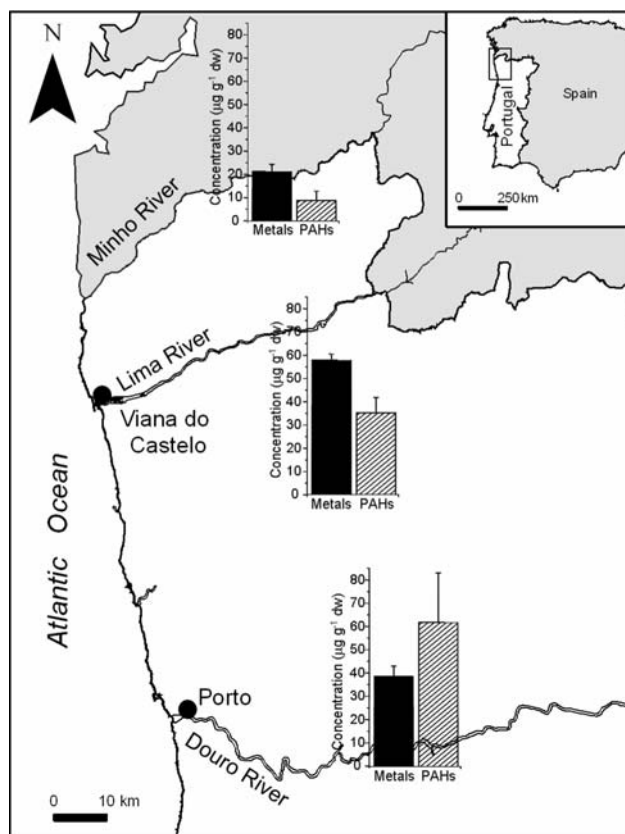 N
Concentration (µg g⁻¹ dw)
80
70
60
50
40
30
20
10
0
Metals PAHs
Portugal
Spain
0 250 km
Minho River
Concentration (µg g⁻¹ dw)
80
70
60
50
40
30
20
10
0
Metals PAHs
Lima River
Viana do
Castelo
Atlantic Ocean
Concentration (µg g⁻¹ dw)
80
70
60
50
40
30
20
10
0
Metals PAHs
Porto
Douro River
0 10 km